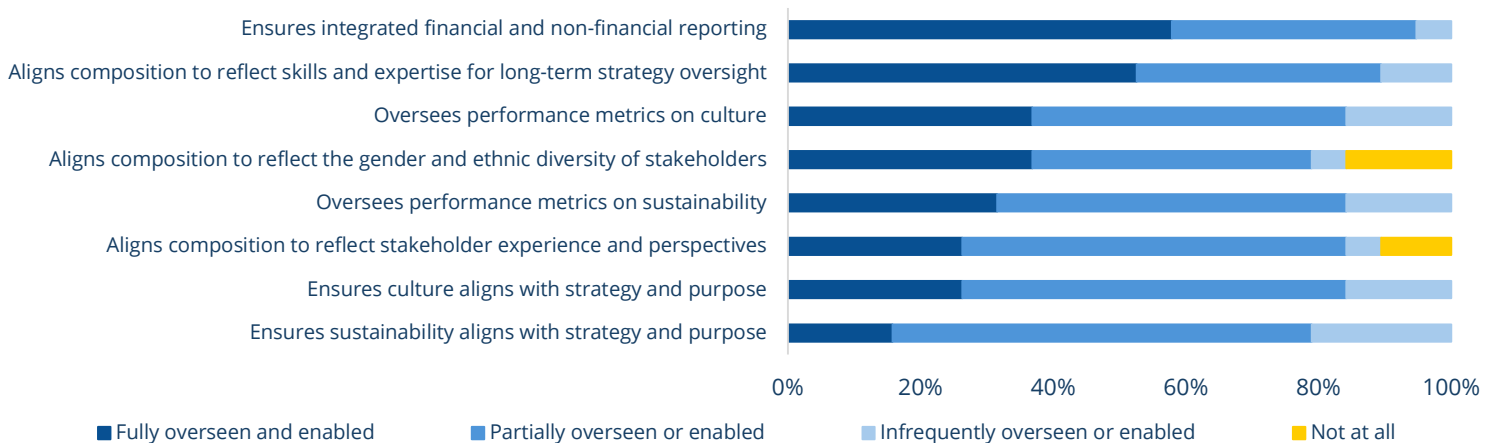 Ensures integrated financial and non-financial reporting
Aligns composition to reflect skills and expertise for long-term strategy oversight
Oversees performance metrics on culture
Aligns composition to reflect the gender and ethnic diversity of stakeholders
Oversees performance metrics on sustainability
Aligns composition to reflect stakeholder experience and perspectives
Ensures culture aligns with strategy and purpose
Ensures sustainability aligns with strategy and purpose
0% 20% 40% 60% 80% 100%
Fully overseen and enabled Partially overseen or enabled Infrequently overseen or enabled Not at all